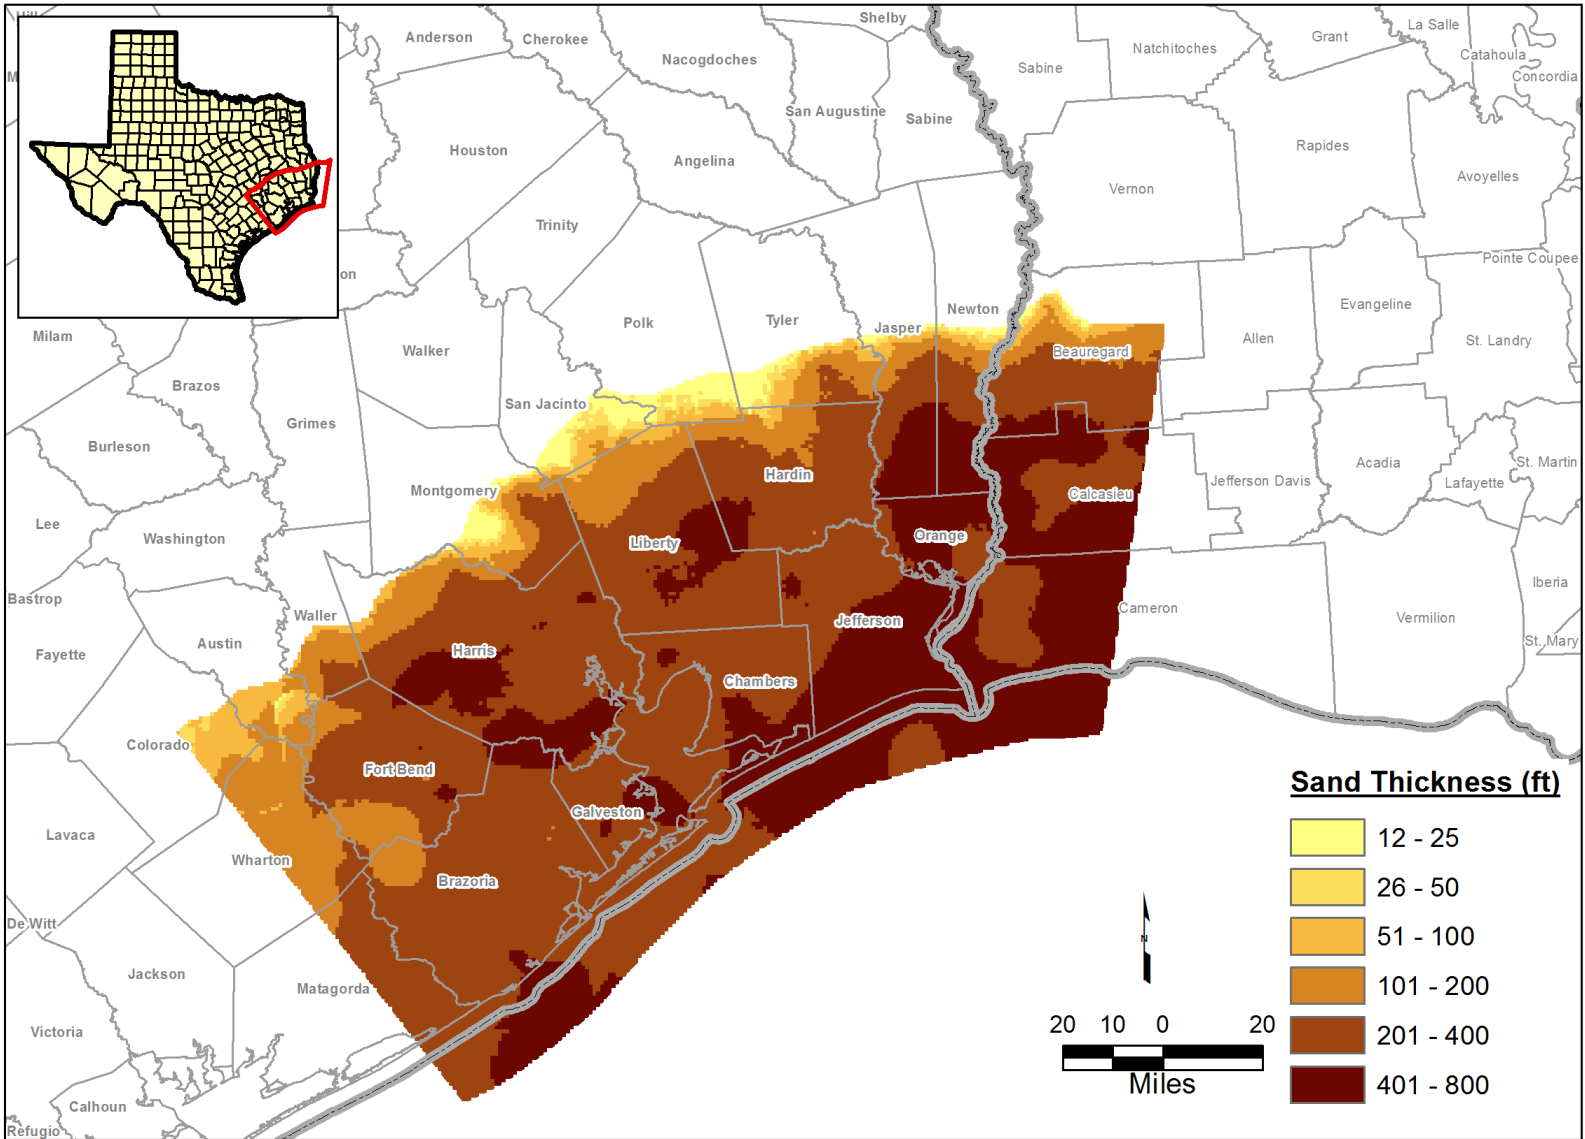 Shelby
Anderson
Cherokee
Nacogdoches
Sabine
Natchitoches
Grant
La Salle
Catahoula
Concordia
San Augustine
Sabine
Houston
Angelina
Rapides
Avoyelles
Vernon
Trinity
on
Pointe Coupee
Milam
Walker
Polk
Tyler
Jasper
Newton
Beauregard
Allen
Evangeline
St. Landry
Brazos
San Jacinto
Grimes
Burleson
Montgomery
Hardin
Calcasieu
Jefferson Davis
Acadia
Lafayette
St. Martin
Lee
Washington
Liberty
Orange
Bastrop
Waller
Austin
Fayette
Harris
Jefferson
Chambers
Cameron
Vermilion
Iberia
St. Mary
Colorado
Fort Bend
Galveston
Lavaca
Wharton
Brazoria
De Witt
Jackson
Matagorda
Victoria
Calhoun
Refugio
Sand Thickness (ft)
12 - 25
26 - 50
51 - 100
101 - 200
201 - 400
401 - 800
N
20 10 0 20
Miles